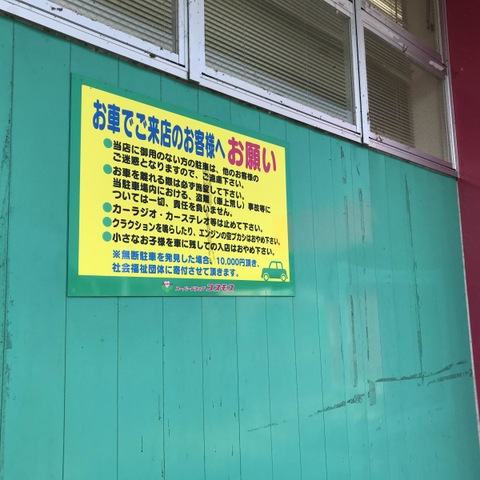 お車でご来店のお客様へ お願い
●当店に御用のない方の駐車は、他のお客様の
ご迷惑となりますので、ご遠慮下さい。
●お車を離れる際は必ず施錠して下さい。
当駐車場内における、盗難（車上荒し）事故等に
ついては一切、責任を負いません。
●カーラジオ・カーステレオ等は止めて下さい。
●クラクションを鳴らしたり、エンジンの空ブカシはおやめ下さい。
●小さなお子様を車に残しての入店はおやめ下さい。
※無断駐車を発見した場合、10,000円頂き、
社会福祉団体に寄付させて頂きます。
スーパードラッグ コスモス